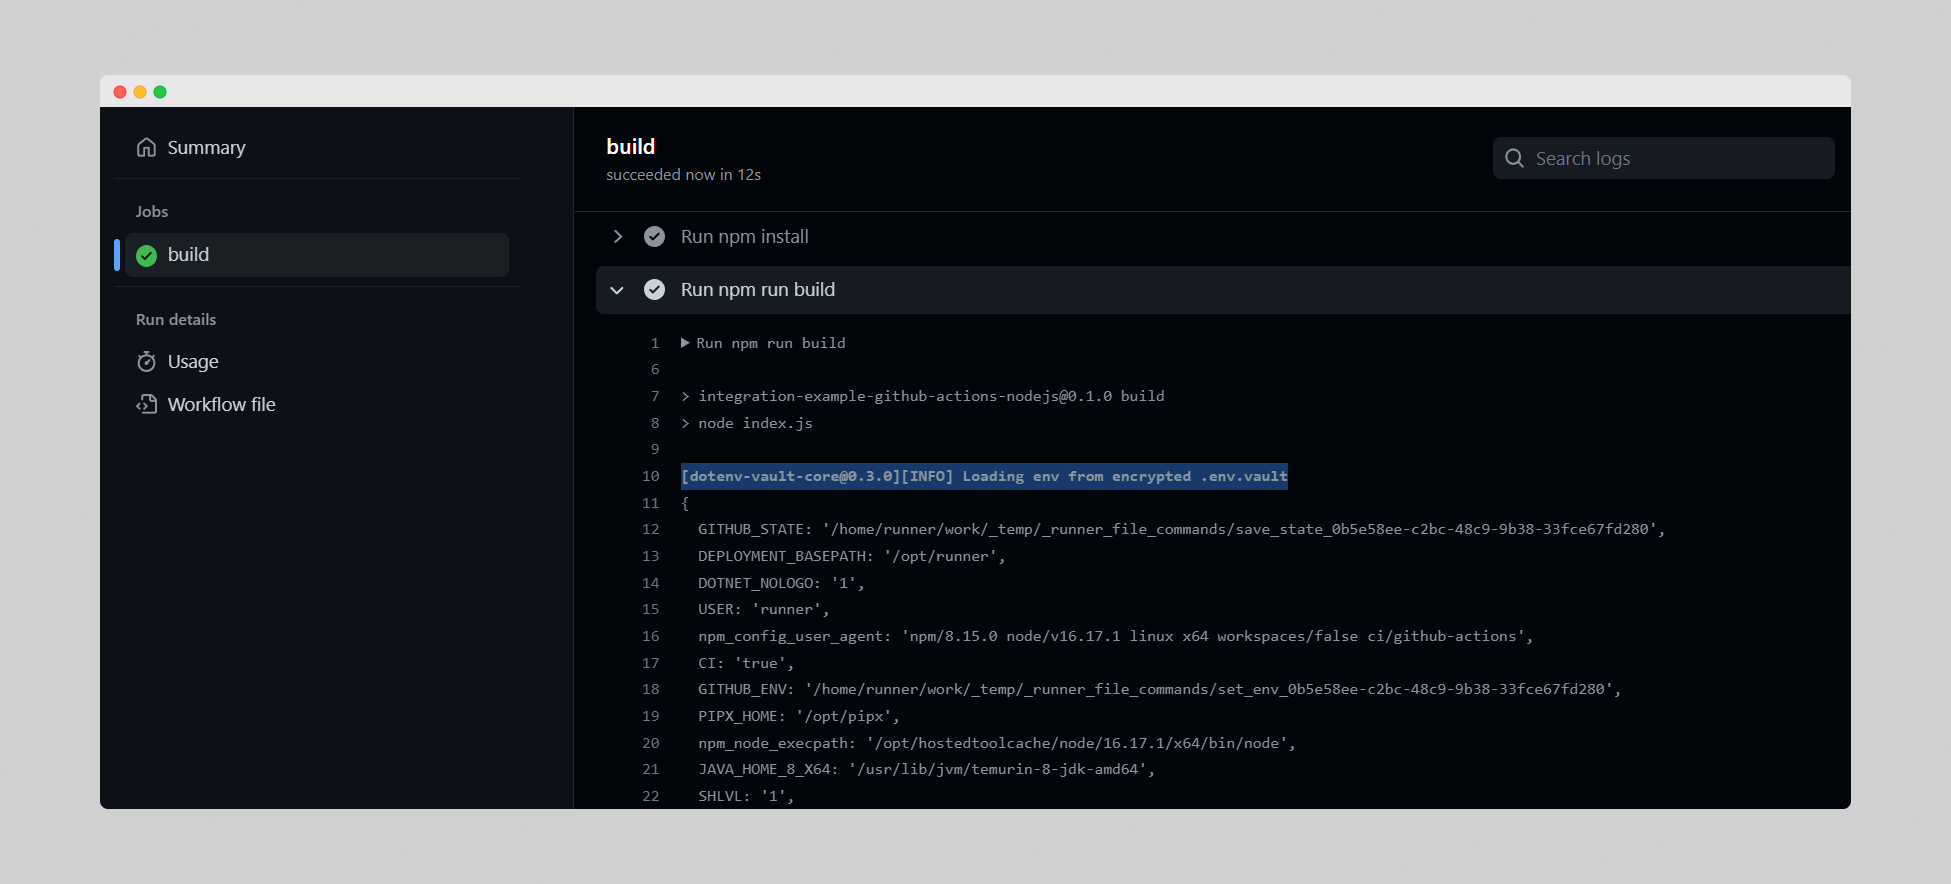 Summary
Jobs
build
Run details
Usage
Workflow file
build
succeeded now in 12s
Search logs
Run npm install
Run npm run build
1 Run npm run build
6
7 > integration-example-github-actions-nodejs@0.1.0 build
8 > node index.js
9
10 [dotenv-vault-core@0.3.0][INFO] Loading env from encrypted .env.vault
11 {
12 GITHUB_STATE: '/home/runner/work/_temp/_runner_file_commands/save_state_0b5e58ee-c2bc-48c9-9b38-33fce67fd280',
13 DEPLOYMENT_BASEPATH: '/opt/runner',
14 DOTNET_NOLOGO: '1',
15 USER: 'runner',
16 npm_config_user_agent: 'npm/8.15.0 node/v16.17.1 linux x64 workspaces/false ci/github-actions',
17 CI: 'true',
18 GITHUB_ENV: '/home/runner/work/_temp/_runner_file_commands/set_env_0b5e58ee-c2bc-48c9-9b38-33fce67fd280',
19 PIPX_HOME: '/opt/pipx',
20 npm_node_execpath: '/opt/hostedtoolcache/node/16.17.1/x64/bin/node',
21 JAVA_HOME_8_X64: '/usr/lib/jvm/temurin-8-jdk-amd64',
22 SHLVL: '1',